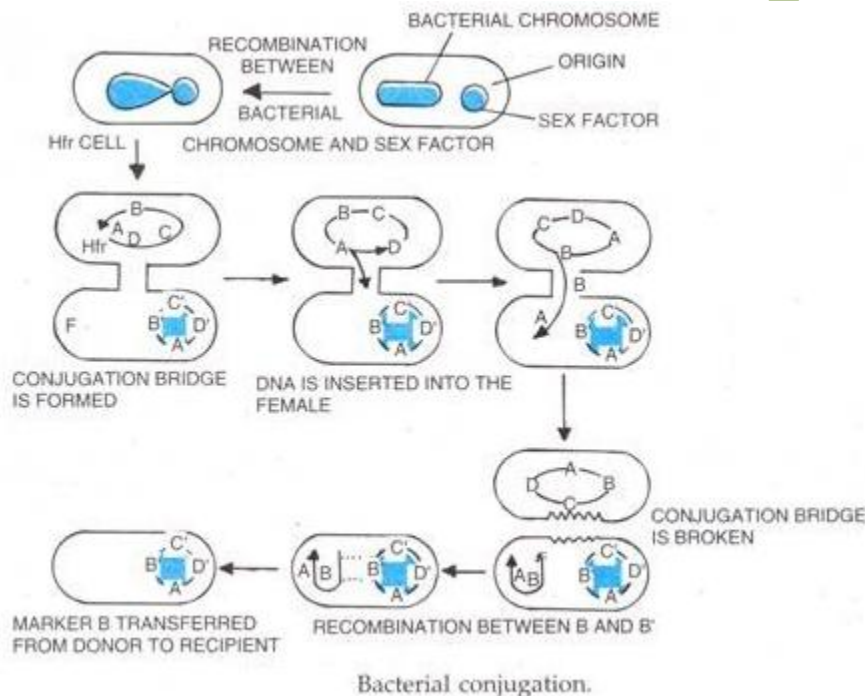 BACTERIAL CHROMOSOME
RECOMBINATION
BETWEEN
BACTERIAL
CHROMOSOME AND SEX FACTOR
ORIGIN
SEX FACTOR
Hfr CELL
B
A
D
C
Hfr
F
C'
B'
D'
A'
CONJUGATION BRIDGE
IS FORMED
B
C
A
D
C'
B'
D'
A'
DNA IS INSERTED INTO THE
FEMALE
C
D
A
B
B
A
C'
B'
D'
A'
A
D
B
C
CONJUGATION BRIDGE
IS BROKEN
A
B
C'
B'
D'
A'
A
B
C'
B
D'
A'
RECOMBINATION BETWEEN B AND B'
C'
B
D'
A'
MARKER B TRANSFERRED
FROM DONOR TO RECIPIENT
Bacterial conjugation.